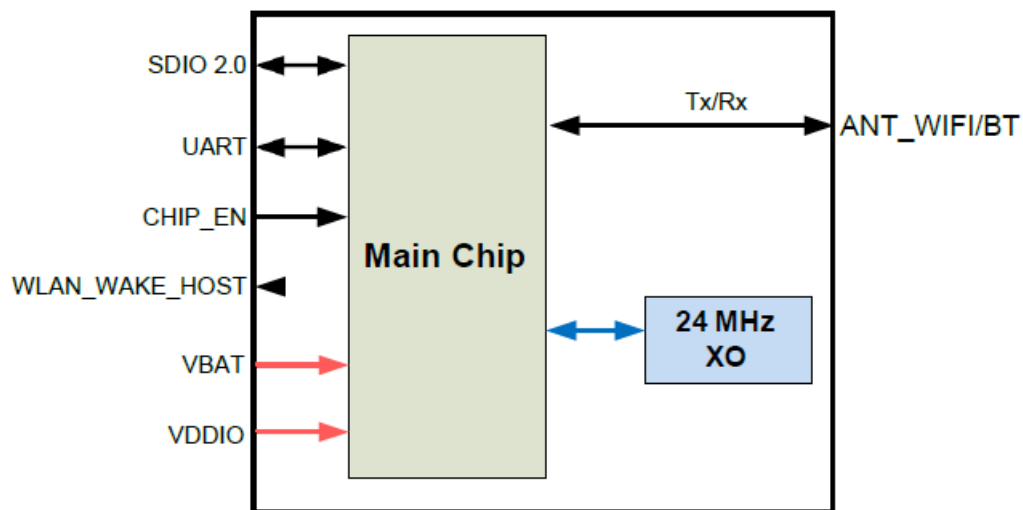 SDIO 2.0
UART
CHIP_EN
WLAN_WAKE_HOST
VBAT
VDDIO
Main Chip
Tx/Rx
ANT_WIFI/BT
24 MHz
XO